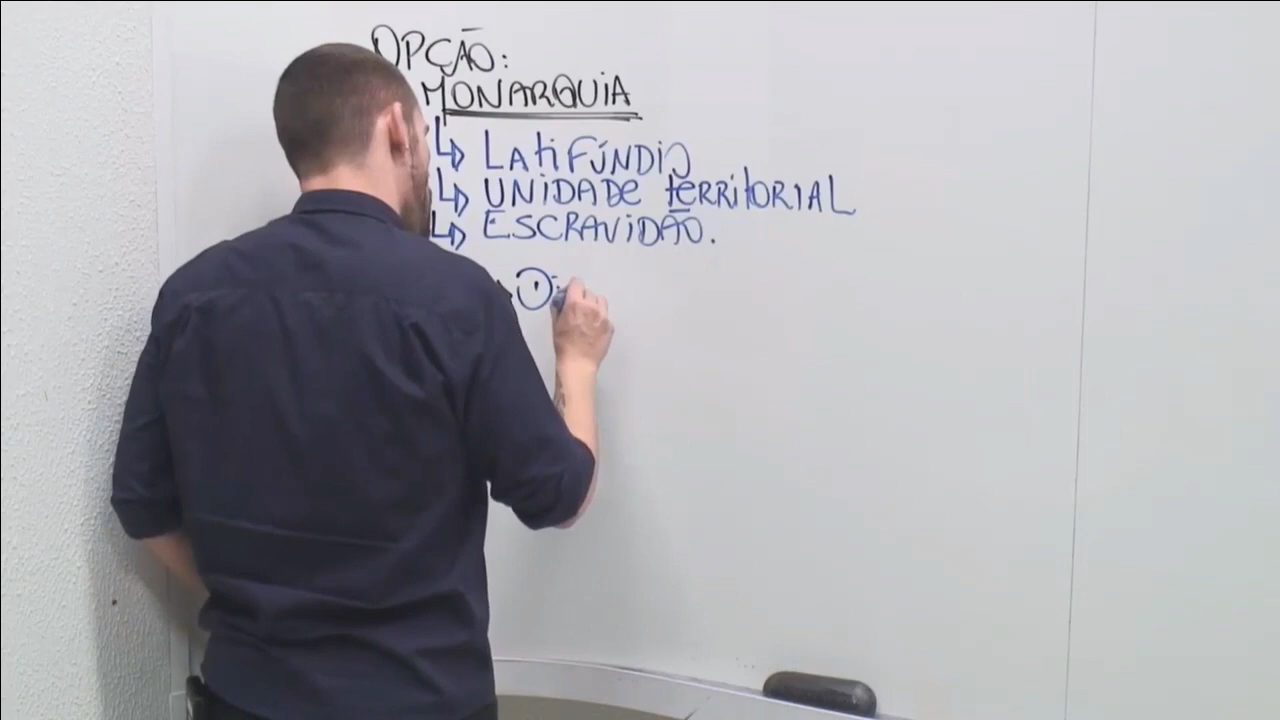 OPÇÃO:
MONARQUIA
LATIFÚNDIO
UNIDADE TERRITORIAL
ESCRAVIDÃO.